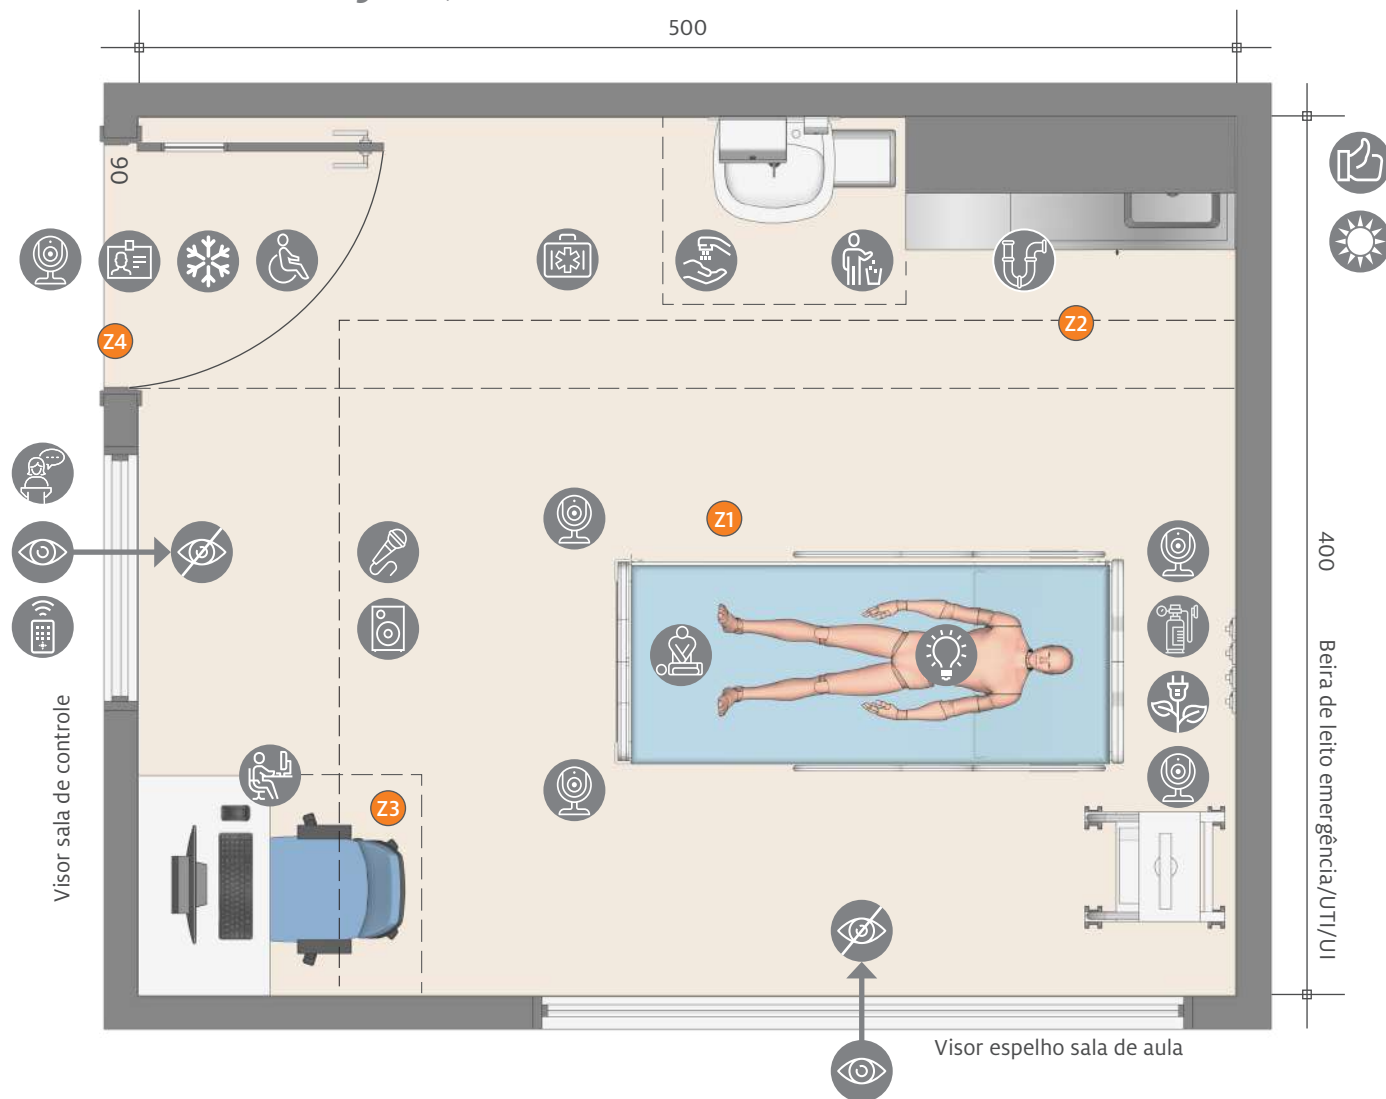 500
90
Z4
Z2
Z1
400
Beira de leito emergência/UTI/UI
Visor sala de controle
Z3
Visor espelho sala de aula